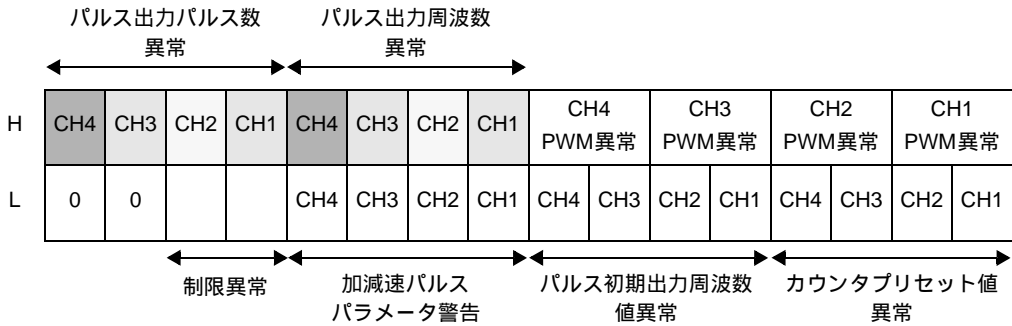 パルス出力パルス数 パルス出力周波数
異常 異常
H CH4 CH3 CH2 CH1 CH4 CH3 CH2 CH1 CH4 CH3 CH2 CH1
PWM異常 PWM異常 PWM異常 PWM異常
L 0 0 CH4 CH3 CH2 CH1 CH4 CH3 CH2 CH1 CH4 CH3 CH2 CH1
制限異常 加減速パルス パルス初期出力周波数 カウンタプリセット値
パラメータ警告 値異常 異常